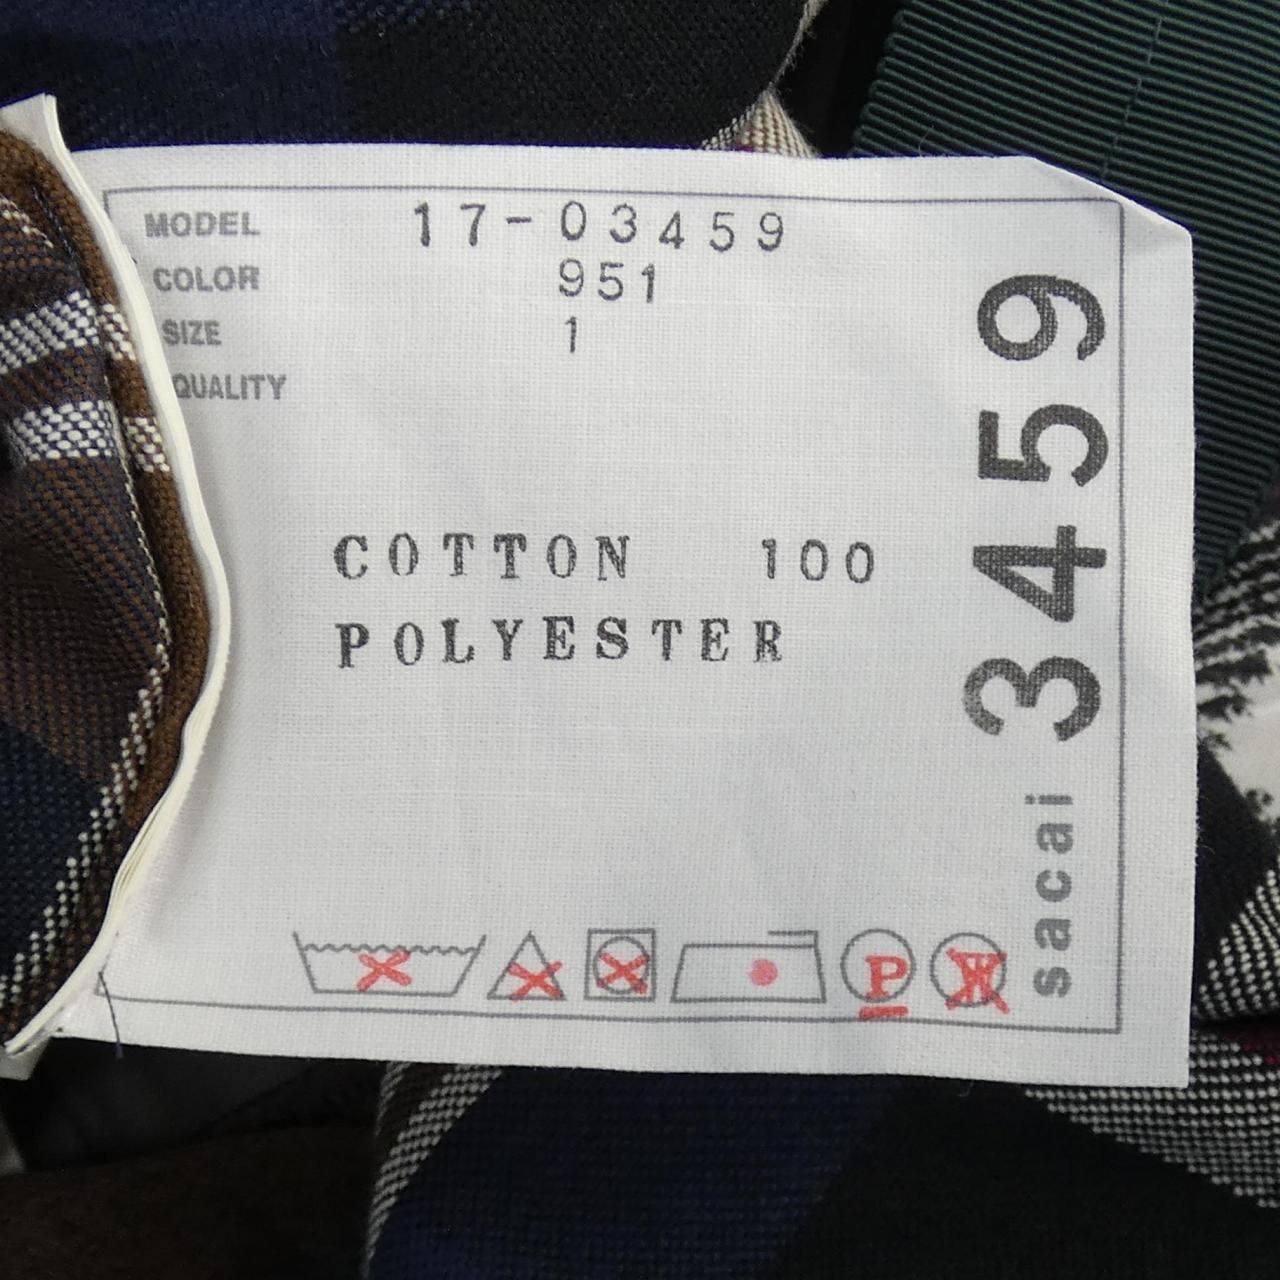 MODEL 17-03459
COLOR 951
SIZE 1
QUALITY
COTTON 100
POLYESTER
sacai 3459
P
W